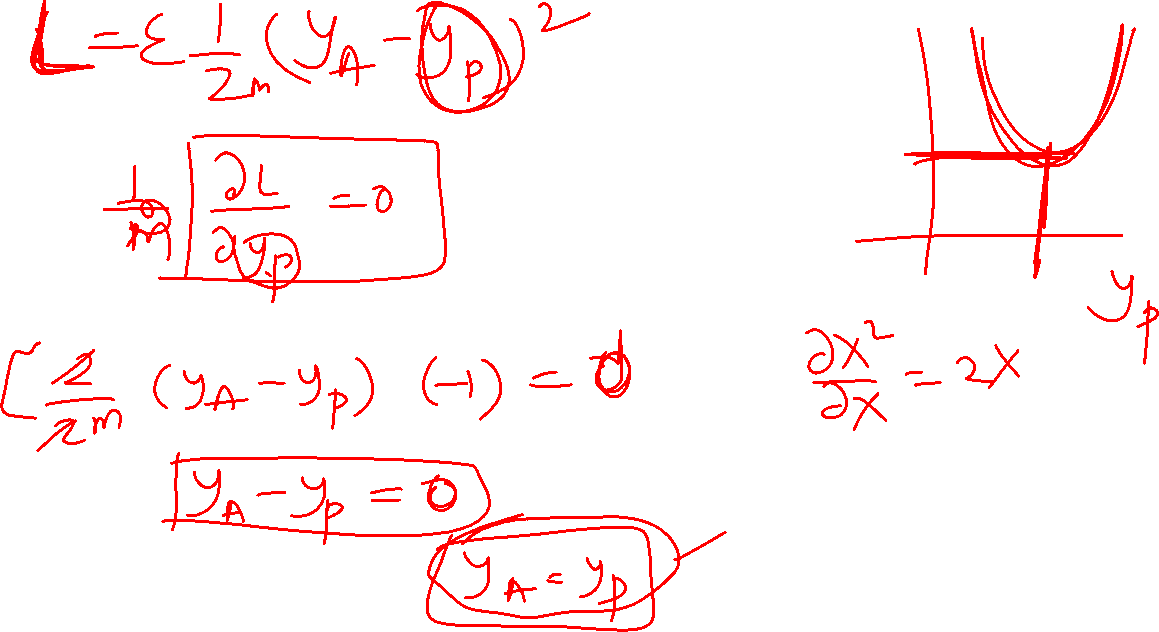 L = Σ 1/2m (yA - yp)²
1/m ∂L/∂yp = 0
yp
[ 2/2m (yA - yp) (-1) = 0
∂x²/∂x = 2x
yA - yp = 0
yA = yp